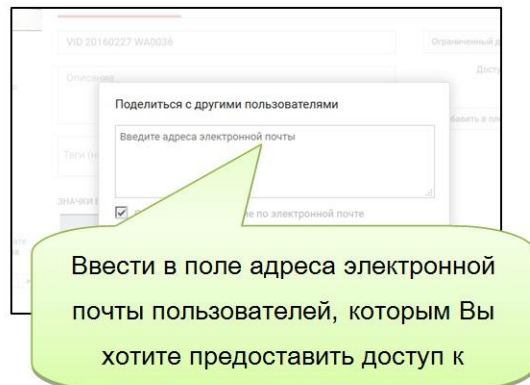 VID 20160227 WA0036
Ограниченный д
Описание
Досту
Поделиться с другими пользователями
Введите адреса электронной почты
Теги (н
ЗНАЧКИ
по электронной почте
Ввести в поле адреса электронной
почты пользователей, которым Вы
хотите предоставить доступ к